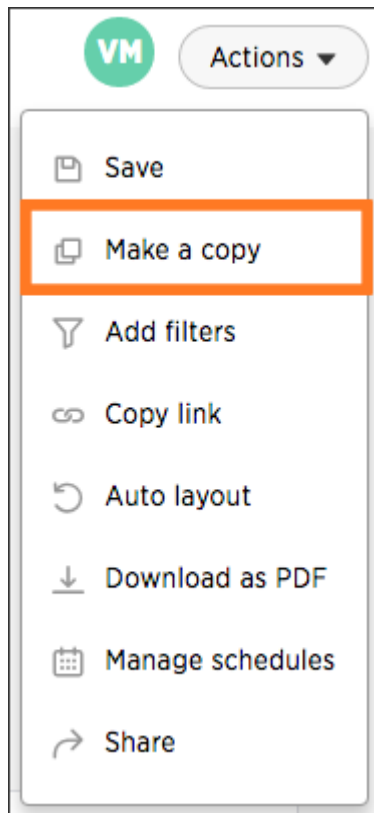 VM
Actions
Save
Make a copy
Add filters
Copy link
Auto layout
Download as PDF
Manage schedules
Share